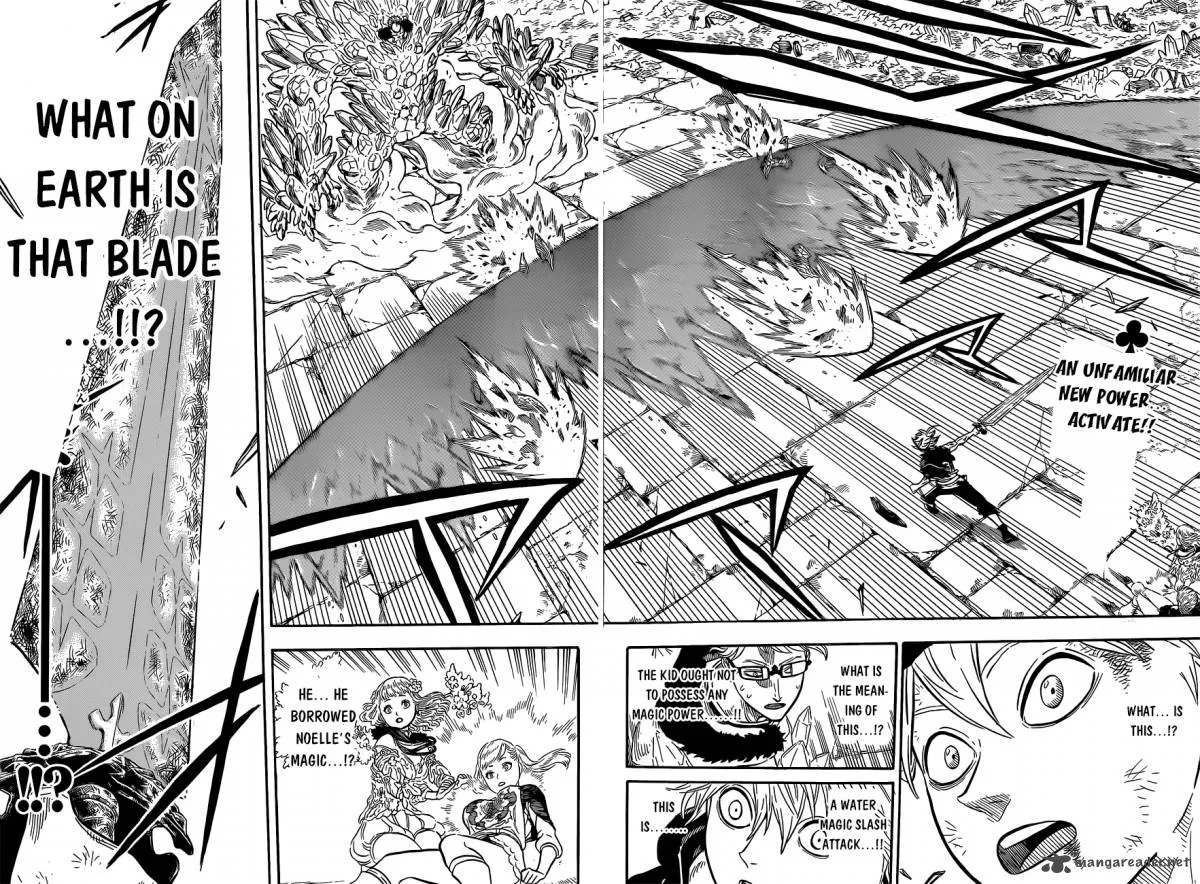 AN UNFAMILIAR
NEW POWER...
ACTIVATE!!
WHAT... IS
THIS...!?
WHAT IS
THE MEAN-
ING OF
THIS...!?
THE KID OUGHT NOT
TO POSSESS ANY
MAGIC POWER......!!
A WATER
MAGIC SLASH
ATTACK...!!
THIS
IS........
HE... HE
BORROWED
NOELLE'S
MAGIC...!?
WHAT ON
EARTH IS
THAT BLADE
...!!!?
!!?
mangareader.net